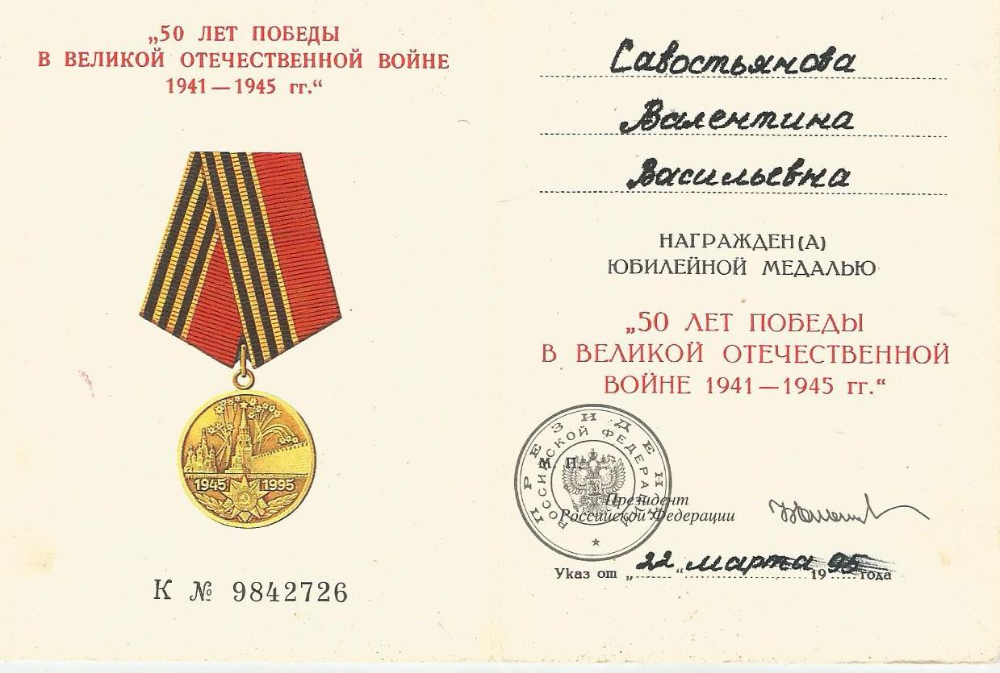 „50 ЛЕТ ПОБЕДЫ
В ВЕЛИКОЙ ОТЕЧЕСТВЕННОЙ ВОЙНЕ
1941 — 1945 гг.“
1945 1995
К № 9842726
Савостьянова
Валентина
Васильевна
НАГРАЖДЕН(А)
ЮБИЛЕЙНОЙ МЕДАЛЬЮ
„50 ЛЕТ ПОБЕДЫ
В ВЕЛИКОЙ ОТЕЧЕСТВЕННОЙ
ВОЙНЕ 1941 — 1945 гг.“
ПРЕЗИДЕНТ
РОССИЙСКОЙ ФЕДЕРАЦИИ
М. П.
Президент
Российской Федерации
Указ от „22“ марта 1995 года